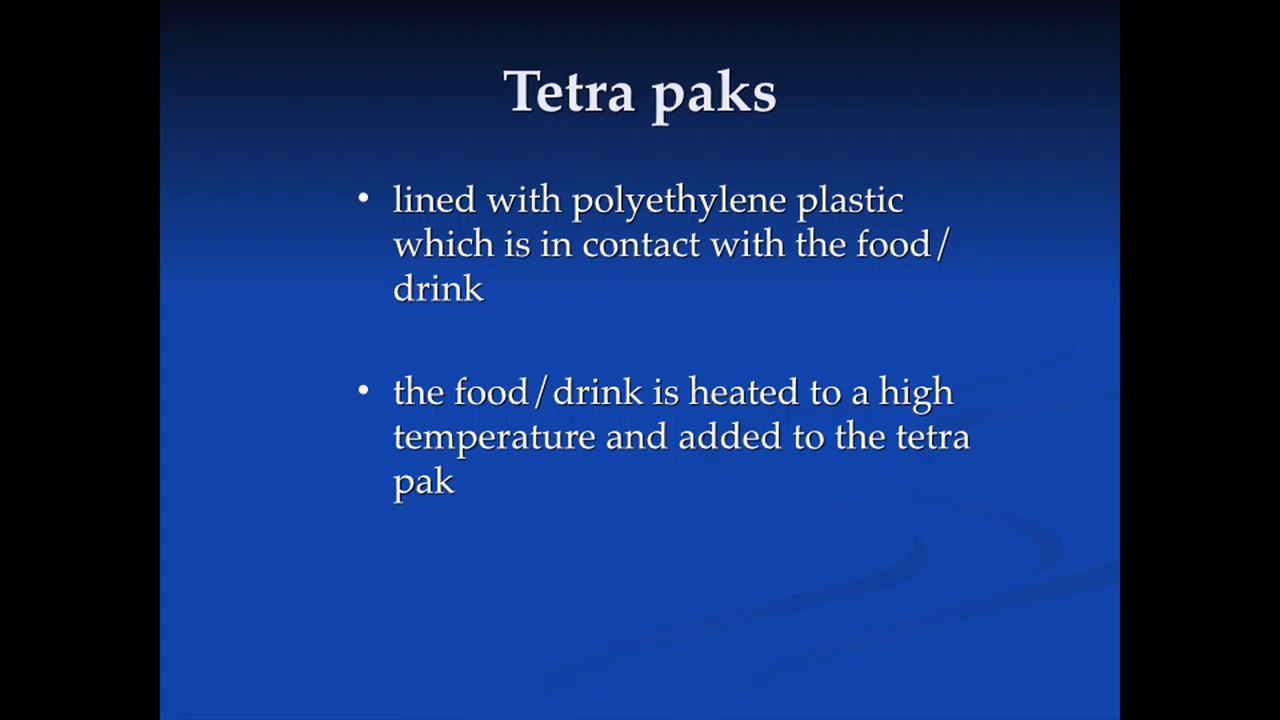 Tetra paks
• lined with polyethylene plastic
which is in contact with the food/
drink
• the food/drink is heated to a high
temperature and added to the tetra
pak